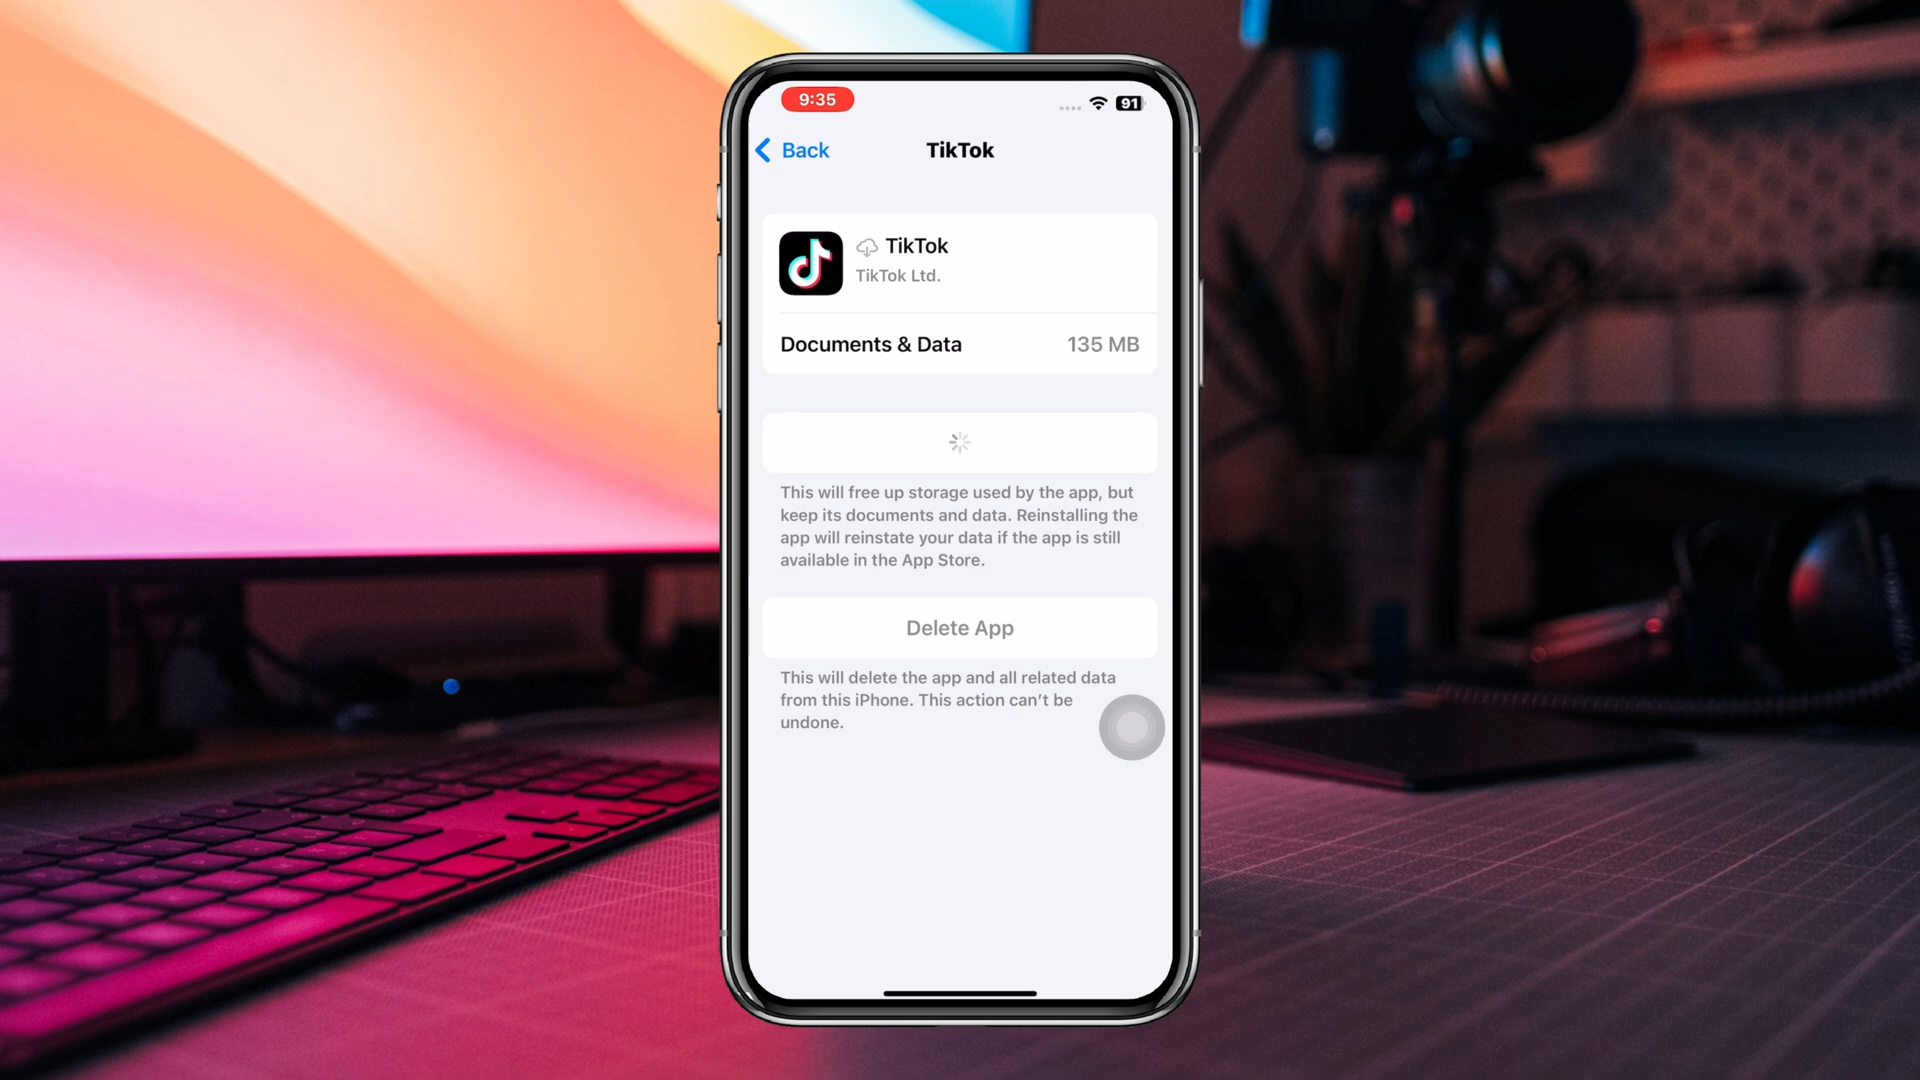 9:35
91
Back
TikTok
TikTok
TikTok Ltd.
Documents & Data
135 MB
This will free up storage used by the app, but
keep its documents and data. Reinstalling the
app will reinstate your data if the app is still
available in the App Store.
Delete App
This will delete the app and all related data
from this iPhone. This action can’t be
undone.